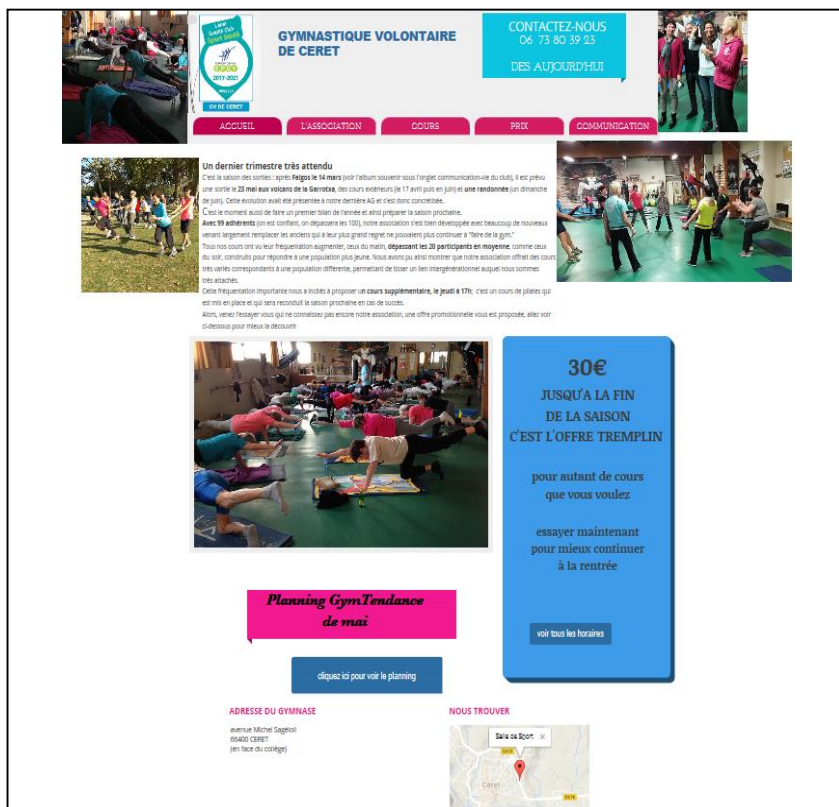 GYMNASTIQUE VOLONTAIRE
DE CERET
CONTACTEZ-NOUS
06 73 80 39 23
DES AUJOURD'HUI
Label
Qualité Club
Sport Santé
2017-2021
GV DE CERET
ACCUEIL
L'ASSOCIATION
COURS
PRIX
COMMUNICATION
Un dernier trimestre très attendu
C'est la saison des sorties : après Falgos le 14 mars (voir l'album souvenir sous l'onglet communication-vie du club), il est prévu
une sortie le 23 mai aux volcans de la Garrotxa, des cours extérieurs (le 17 avril puis en juin) et une randonnée (un dimanche
de juin). Cette évolution avait été présentée à notre dernière AG et s'est donc concrétisée.
C'est le moment aussi de faire un premier bilan de l'année et ainsi préparer la saison prochaine.
Avec 99 adhérents (on est confiant, on dépassera les 100), notre association s'est bien développée avec beaucoup de nouveaux
venant largement remplacer les anciens qui à leur plus grand regret ne pouvaient plus continuer à "faire de la gym."
Tous nos cours ont vu leur fréquentation augmenter, ceux du matin, dépassant les 20 participants en moyenne, comme ceux
du soir, construits pour répondre à une population plus jeune. Nous avons pu ainsi montrer que notre association offrait des cours
très variés correspondants à une population différente, permettant de tisser un lien intergénérationnel auquel nous sommes
très attachés.
Cette fréquentation importante nous a incités à proposer un cours supplémentaire, le jeudi à 17h; c'est un cours de pilates qui
est mis en place et qui sera reconduit la saison prochaine en cas de succès.
Alors, venez l'essayer vous qui ne connaissez pas encore notre association, une offre promotionnelle vous est proposée, allez voir
ci-dessous pour mieux la découvrir
30€
JUSQU'A LA FIN
DE LA SAISON
C'EST L'OFFRE TREMPLIN
pour autant de cours
que vous voulez
essayer maintenant
pour mieux continuer
à la rentrée
voir tous les horaires
Planning GymTendance
de mai
cliquez ici pour voir le planning
ADRESSE DU GYMNASE
avenue Michel Sagéloli
66400 CERET
(en face du collège)
NOUS TROUVER
Salle de Sport
Ceret
D618
D618